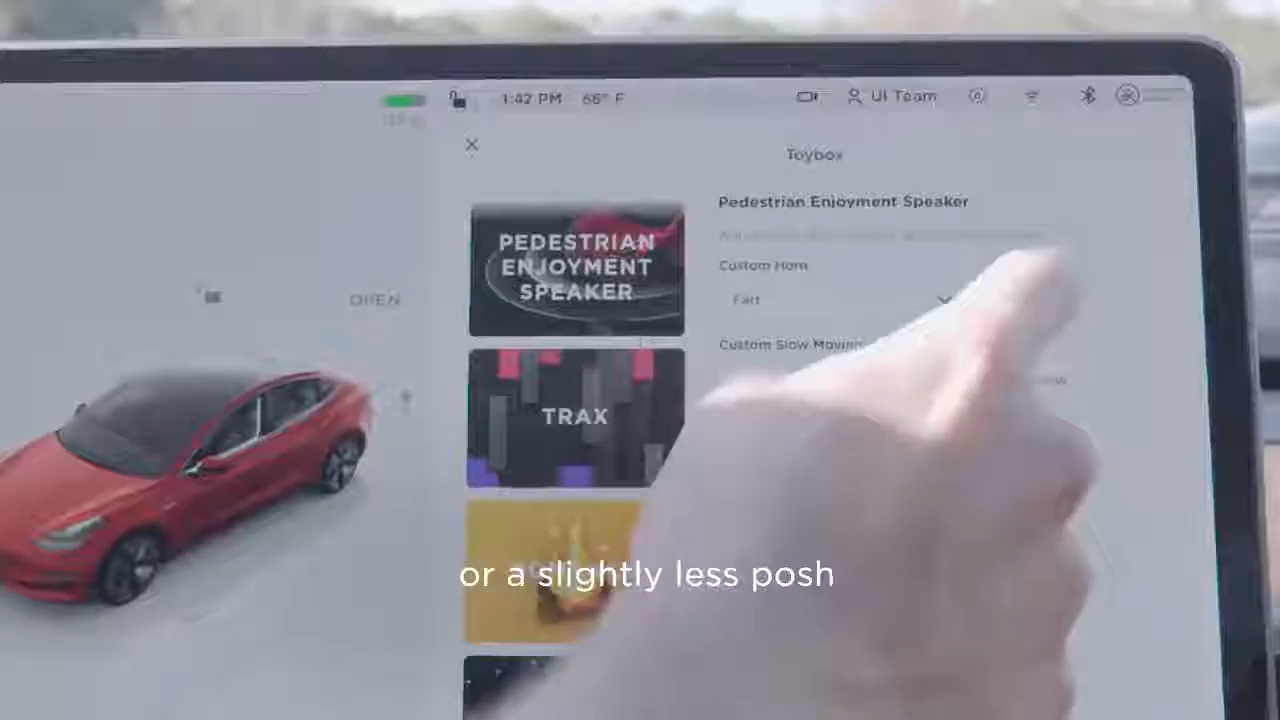 1:42 PM 66° F UI Team
Toybox
PEDESTRIAN
ENJOYMENT
SPEAKER
Pedestrian Enjoyment Speaker
Custom Horn
Fart
OPEN
Custom Slow Moving
TRAX
or a slightly less posh